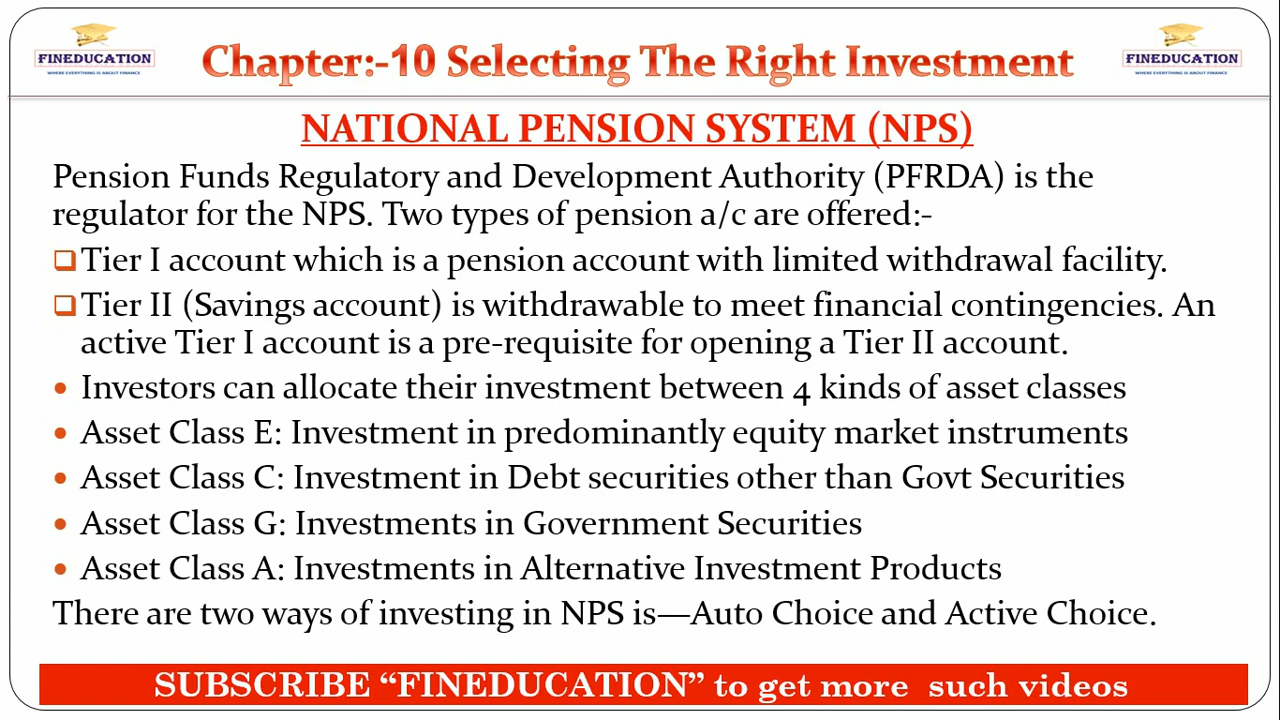 FINEDUCATION
WHERE EVERYTHING IS ABOUT FINANCE
Chapter:-10 Selecting The Right Investment
FINEDUCATION
WHERE EVERYTHING IS ABOUT FINANCE
NATIONAL PENSION SYSTEM (NPS)
Pension Funds Regulatory and Development Authority (PFRDA) is the
regulator for the NPS. Two types of pension a/c are offered:-
Tier I account which is a pension account with limited withdrawal facility.
Tier II (Savings account) is withdrawable to meet financial contingencies. An
active Tier I account is a pre-requisite for opening a Tier II account.
• Investors can allocate their investment between 4 kinds of asset classes
• Asset Class E: Investment in predominantly equity market instruments
• Asset Class C: Investment in Debt securities other than Govt Securities
• Asset Class G: Investments in Government Securities
• Asset Class A: Investments in Alternative Investment Products
There are two ways of investing in NPS is—Auto Choice and Active Choice.
SUBSCRIBE “FINEDUCATION” to get more such videos